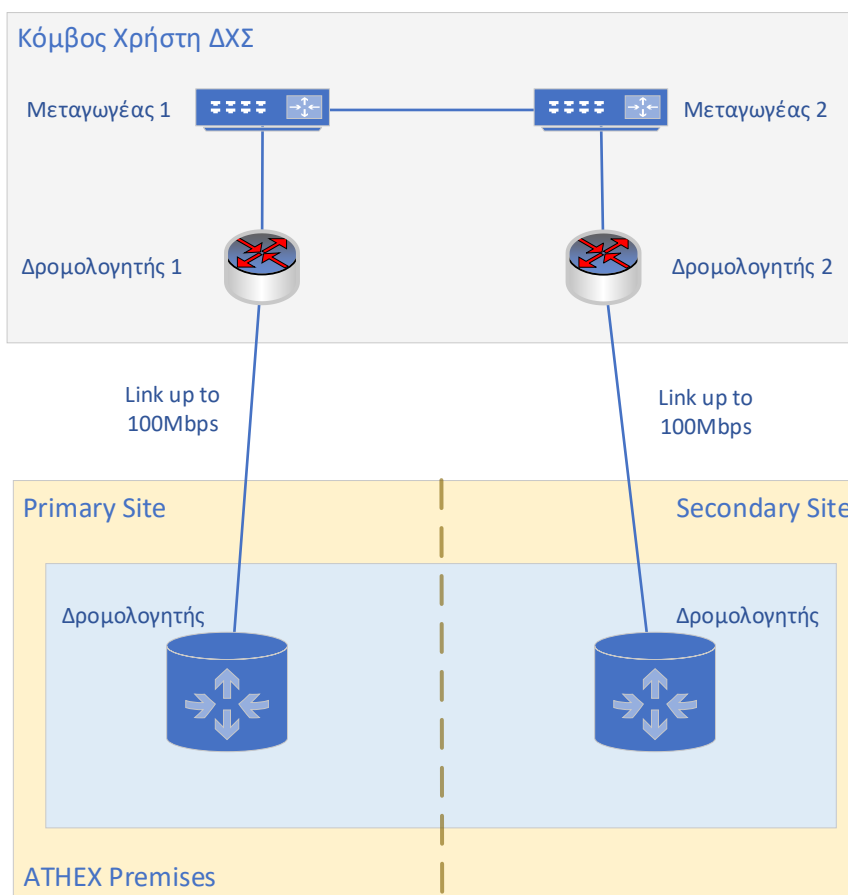 Κόμβος Χρήστη ΔΧΣ
Μεταγωγέας 1
Μεταγωγέας 2
Δρομολογητής 1
Δρομολογητής 2
Link up to
100Mbps
Link up to
100Mbps
Primary Site
Secondary Site
Δρομολογητής
Δρομολογητής
ATHEX Premises